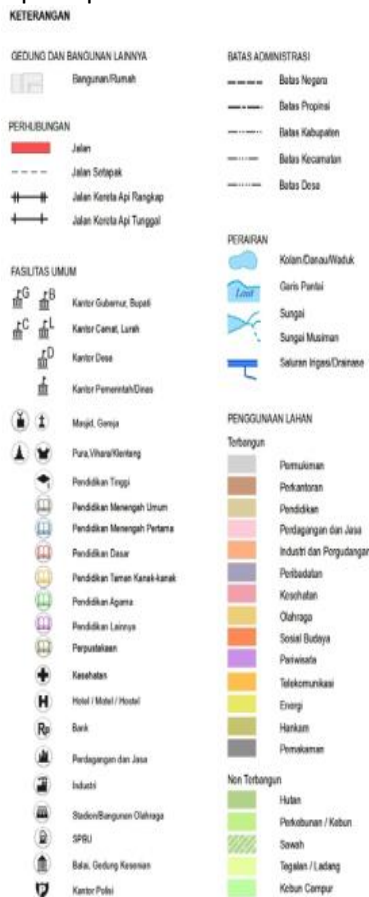 KETERANGAN
GEDUNG DAN BANGUNAN LAINNYA
Bangunan/Rumah
PERHUBUNGAN
Jalan
Jalan Setapak
Jalan Kereta Api Rangkap
Jalan Kereta Api Tunggal
FASILITAS UMUM
G B
Kantor Gubernur, Bupati
C L
Kantor Camat, Lurah
D
Kantor Desa
Kantor Pemerintah/Dinas
Masjid, Gereja
Pura,Vihara/Klenteng
Pendidikan Tinggi
Pendidikan Menengah Umum
Pendidikan Menengah Pertama
Pendidikan Dasar
Pendidikan Taman Kanak-kanak
Pendidikan Agama
Pendidikan Lainnya
Perpustakaan
Kesehatan
H
Hotel / Motel / Hostel
Rp
Bank
Perdagangan dan Jasa
Industri
Stadion/Bangunan Olahraga
SPBU
Balai, Gedung Kesenian
Kantor Polisi
BATAS ADMINISTRASI
Batas Negara
Batas Propinsi
Batas Kabupaten
Batas Kecamatan
Batas Desa
PERAIRAN
Kolam/Danau/Waduk
Laut
Garis Pantai
Sungai
Sungai Musiman
Saluran Irigasi/Drainase
PENGGUNAAN LAHAN
Terbangun
Permukiman
Perkantoran
Pendidikan
Perdagangan dan Jasa
Industri dan Pergudangan
Peribadatan
Kesehatan
Olahraga
Sosial Budaya
Pariwisata
Telekomunikasi
Energi
Hankam
Pemakaman
Non Terbangun
Hutan
Perkebunan / Kebun
Sawah
Tegalan / Ladang
Kebun Campur